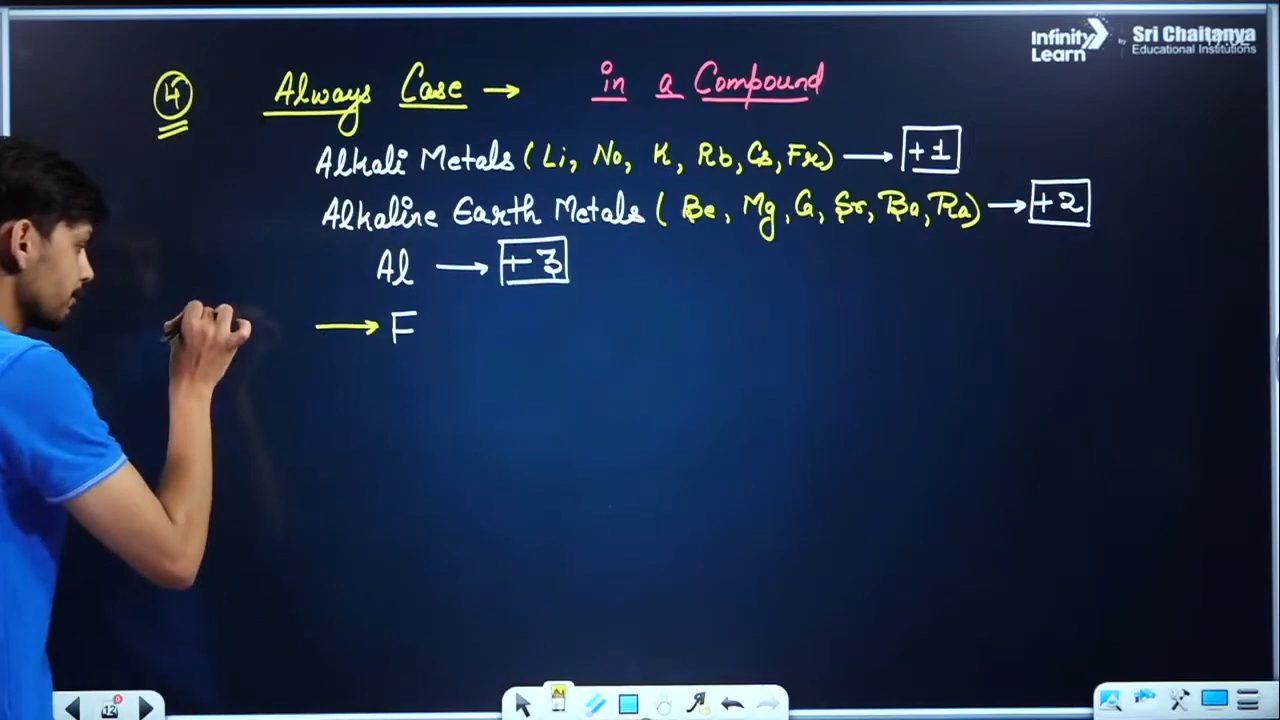 Infinity Learn by Sri Chaitanya Educational Institutions
4 Always Case → in a Compound
Alkali Metals (Li, Na, K, Rb, Cs, Fr) → +1
Alkaline Earth Metals (Be, Mg, Ca, Sr, Ba, Ra) → +2
Al → +3
→ F
12